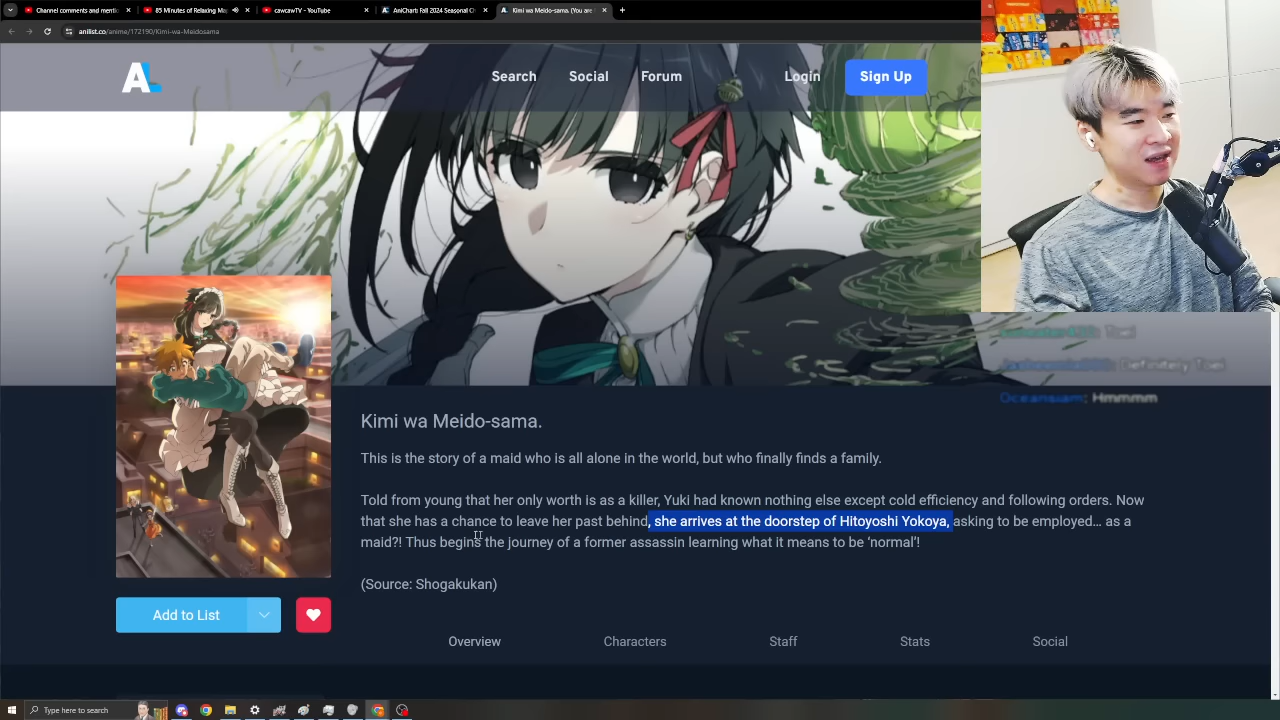 Channel comments and menti
85 Minutes of Relaxing Ma
cawcawTV - YouTube
AniChart: Fall 2024 Seasonal C
Kimi wa Meido-sama. (You are
anilist.co/anime/172190/Kimi-wa-Meidosama
AL
Search
Social
Forum
Login
Sign Up
Definitely Toei
Oceansiam: Hmmmm
Kimi wa Meido-sama.
This is the story of a maid who is all alone in the world, but who finally finds a family.
Told from young that her only worth is as a killer, Yuki had known nothing else except cold efficiency and following orders. Now
that she has a chance to leave her past behind, she arrives at the doorstep of Hitoyoshi Yokoya, asking to be employed… as a
maid?! Thus begins the journey of a former assassin learning what it means to be ‘normal’!
(Source: Shogakukan)
Add to List
Overview
Characters
Staff
Stats
Social
Type here to search